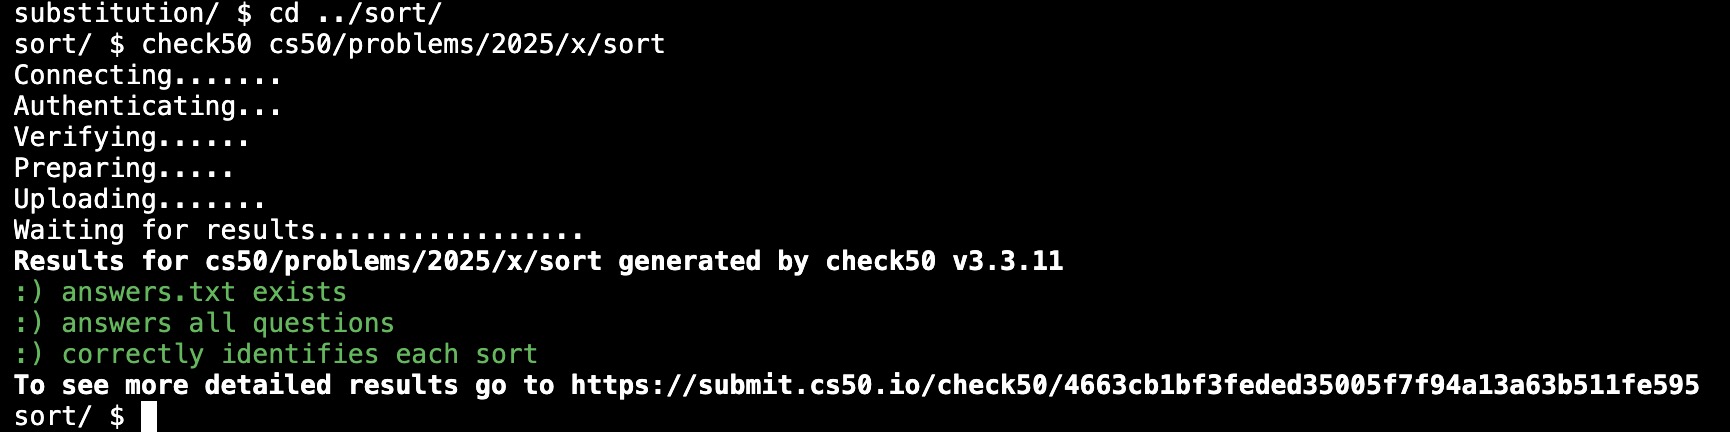 substitution/ $ cd ../sort/
sort/ $ check50 cs50/problems/2025/x/sort
Connecting.......
Authenticating...
Verifying......
Preparing.....
Uploading.......
Waiting for results.................
Results for cs50/problems/2025/x/sort generated by check50 v3.3.11
:) answers.txt exists
:) answers all questions
:) correctly identifies each sort
To see more detailed results go to https://submit.cs50.io/check50/4663cb1bf3feded35005f7f94a13a63b511fe595
sort/ $